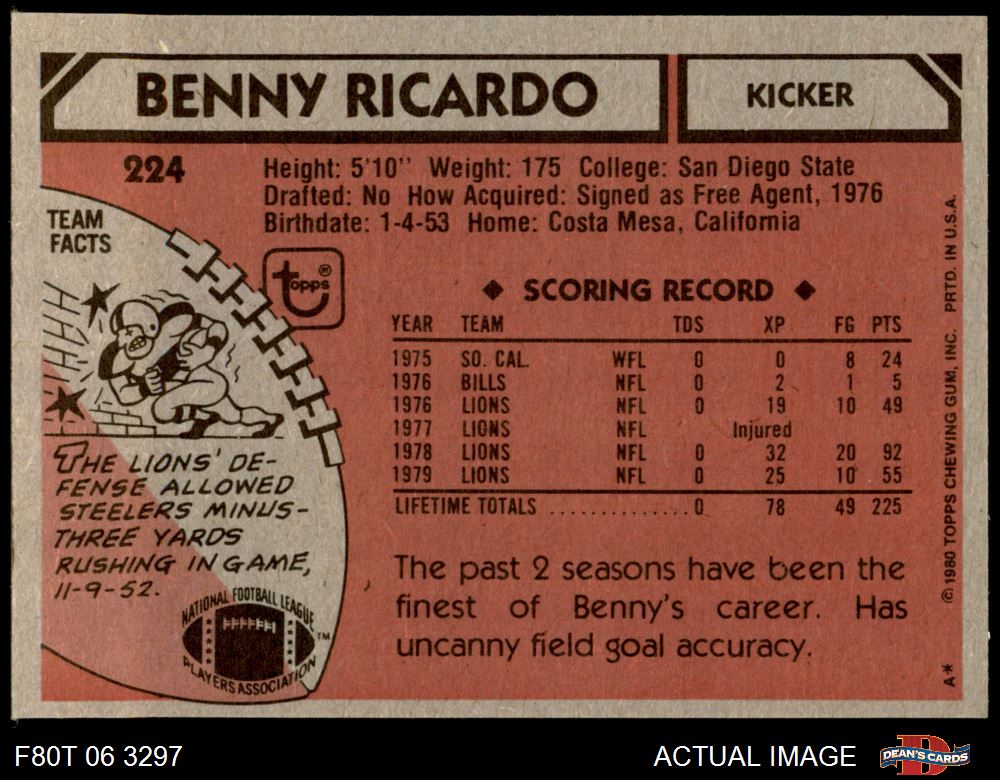 BENNY RICARDO
KICKER
224
Height: 5'10" Weight: 175 College: San Diego State
Drafted: No How Acquired: Signed as Free Agent, 1976
Birthdate: 1-4-53 Home: Costa Mesa, California
TEAM
FACTS
topps®
THE LIONS' DE-
FENSE ALLOWED
STEELERS MINUS-
THREE YARDS
RUSHING IN GAME,
11-9-52.
NATIONAL FOOTBALL LEAGUE
PLAYERS ASSOCIATION
TM
◆ SCORING RECORD ◆
YEAR TEAM TDS XP FG PTS
1975 SO. CAL. WFL 0 0 8 24
1976 BILLS NFL 0 2 1 5
1976 LIONS NFL 0 19 10 49
1977 LIONS NFL Injured
1978 LIONS NFL 0 32 20 92
1979 LIONS NFL 0 25 10 55
LIFETIME TOTALS ..............0 78 49 225
The past 2 seasons have been the
finest of Benny's career. Has
uncanny field goal accuracy.
A* ©1980 TOPPS CHEWING GUM, INC. PRTD. IN U.S.A.
F80T 06 3297
ACTUAL IMAGE
DEAN'S CARDS